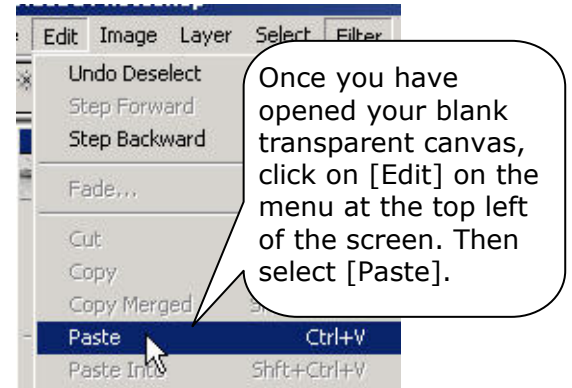 Edit Image Layer Select Filter
Undo Deselect
Step Forward
Step Backward
Fade...
Cut
Copy
Copy Merged
Paste Ctrl+V
Paste Into Shft+Ctrl+V
Once you have
opened your blank
transparent canvas,
click on [Edit] on the
menu at the top left
of the screen. Then
select [Paste].